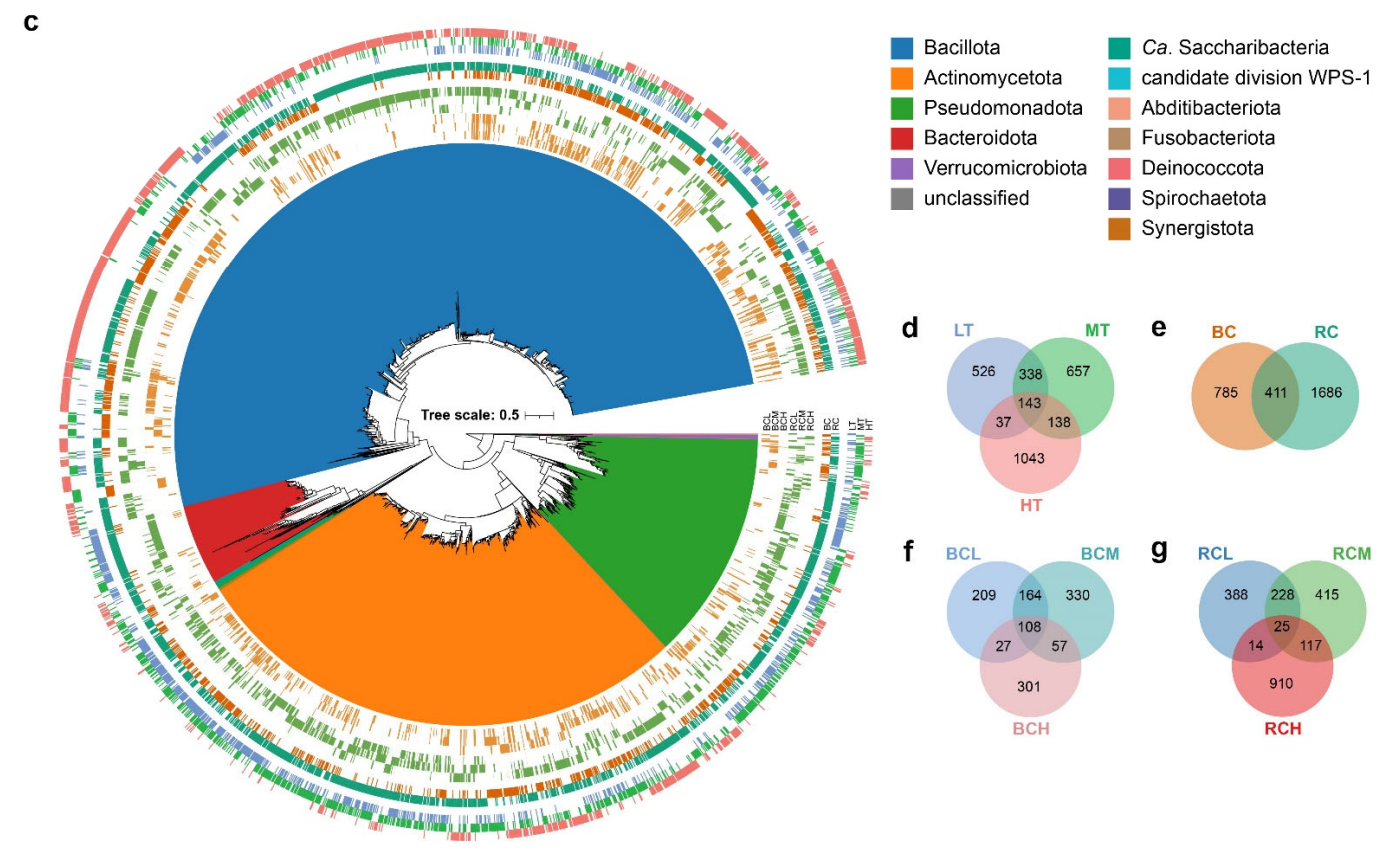 c
Bacillota
Actinomycetota
Pseudomonadota
Bacteroidota
Verrucomicrobiota
unclassified
Ca. Saccharibacteria
candidate division WPS-1
Abditibacteriota
Fusobacteriota
Deinococcota
Spirochaetota
Synergistota
Tree scale: 0.5
BCL
BCM
BCH
RCL
RCM
RCH
BC
RC
LT
MT
HT
d
LT MT
526 338 657
143
37 138
1043
HT
e
BC RC
785 411 1686
f
BCL BCM
209 164 330
108
27 57
301
BCH
g
RCL RCM
388 228 415
25
14 117
910
RCH